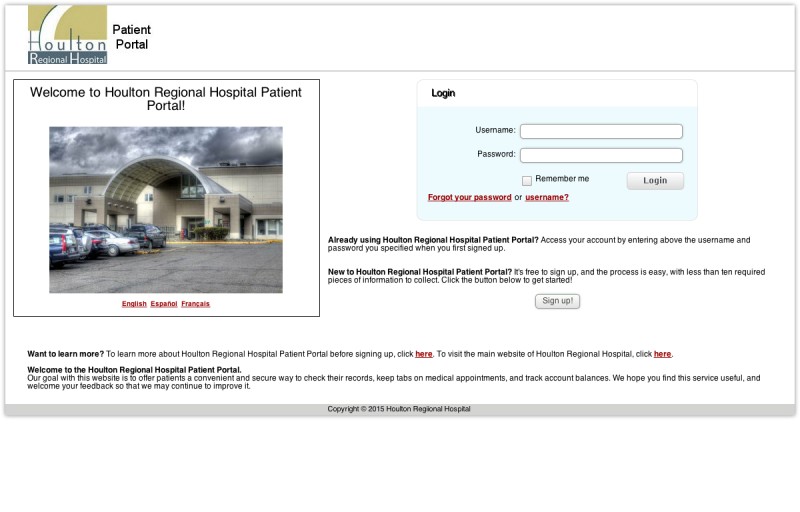 Houlton
Regional Hospital
Patient
Portal
Welcome to Houlton Regional Hospital Patient
Portal!
English Español Français
Login
Username:
Password:
Remember me
Login
Forgot your password or username?
Already using Houlton Regional Hospital Patient Portal? Access your account by entering above the username and
password you specified when you first signed up.
New to Houlton Regional Hospital Patient Portal? It's free to sign up, and the process is easy, with less than ten required
pieces of information to collect. Click the button below to get started!
Sign up!
Want to learn more? To learn more about Houlton Regional Hospital Patient Portal before signing up, click here. To visit the main website of Houlton Regional Hospital, click here.
Welcome to the Houlton Regional Hospital Patient Portal.
Our goal with this website is to offer patients a convenient and secure way to check their records, keep tabs on medical appointments, and track account balances. We hope you find this service useful, and
welcome your feedback so that we may continue to improve it.
Copyright © 2015 Houlton Regiional Hospital